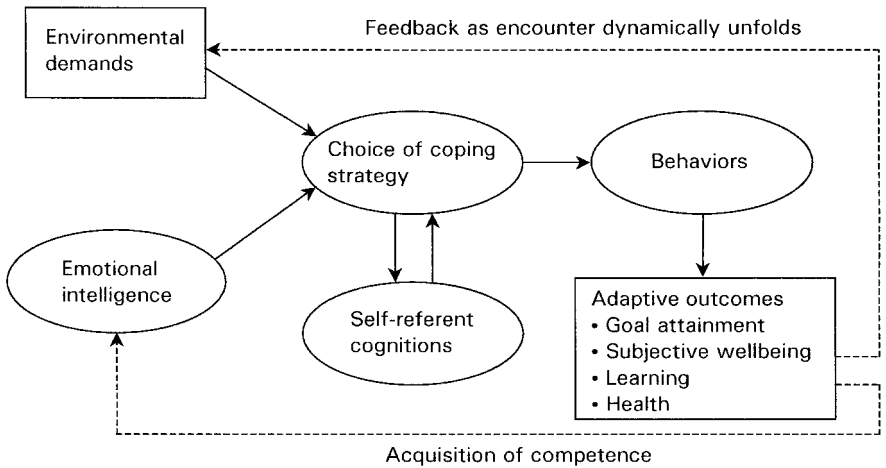 Feedback as encounter dynamically unfolds
Environmental
demands
Choice of coping
strategy
Behaviors
Emotional
intelligence
Self-referent
cognitions
Adaptive outcomes
• Goal attainment
• Subjective wellbeing
• Learning
• Health
Acquisition of competence